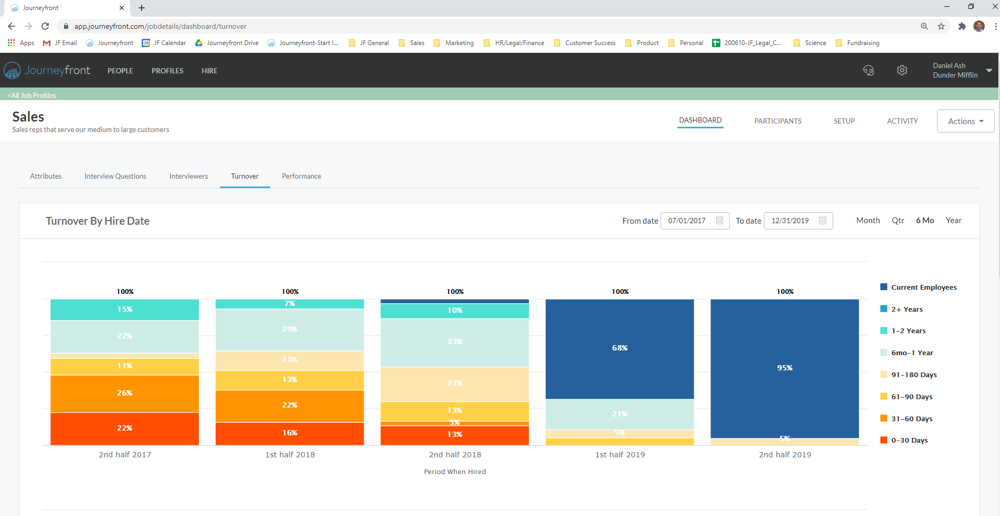 Journeyfront
app.journeyfront.com/jobdetails/dashboard/turnover
Apps JF Email Journeyfront 28 JF Calendar Journeyfront Drive Journeyfront-Start I... JF General Sales Marketing HR/Legal/Finance Customer Success Product Personal 200610-JF_Legal_C... Science Fundraising
Journeyfront PEOPLE PROFILES HIRE
Daniel Ash
Dunder Mifflin
<All Job Profiles
Sales
Sales reps that serve our medium to large customers
DASHBOARD PARTICIPANTS SETUP ACTIVITY Actions
Attributes Interview Questions Interviewers Turnover Performance
Turnover By Hire Date
From date 07/01/2017 To date 12/31/2019 Month Qtr 6 Mo Year
100% 100% 100% 100% 100%
15% 22% 11% 26% 22%
7% 29% 13% 13% 22% 16%
10% 33% 23% 13% 3% 13%
68% 21% 5%
95% 5%
2nd half 2017 1st half 2018 2nd half 2018 1st half 2019 2nd half 2019
Period When Hired
Current Employees
2+ Years
1-2 Years
6mo-1 Year
91-180 Days
61-90 Days
31-60 Days
0-30 Days